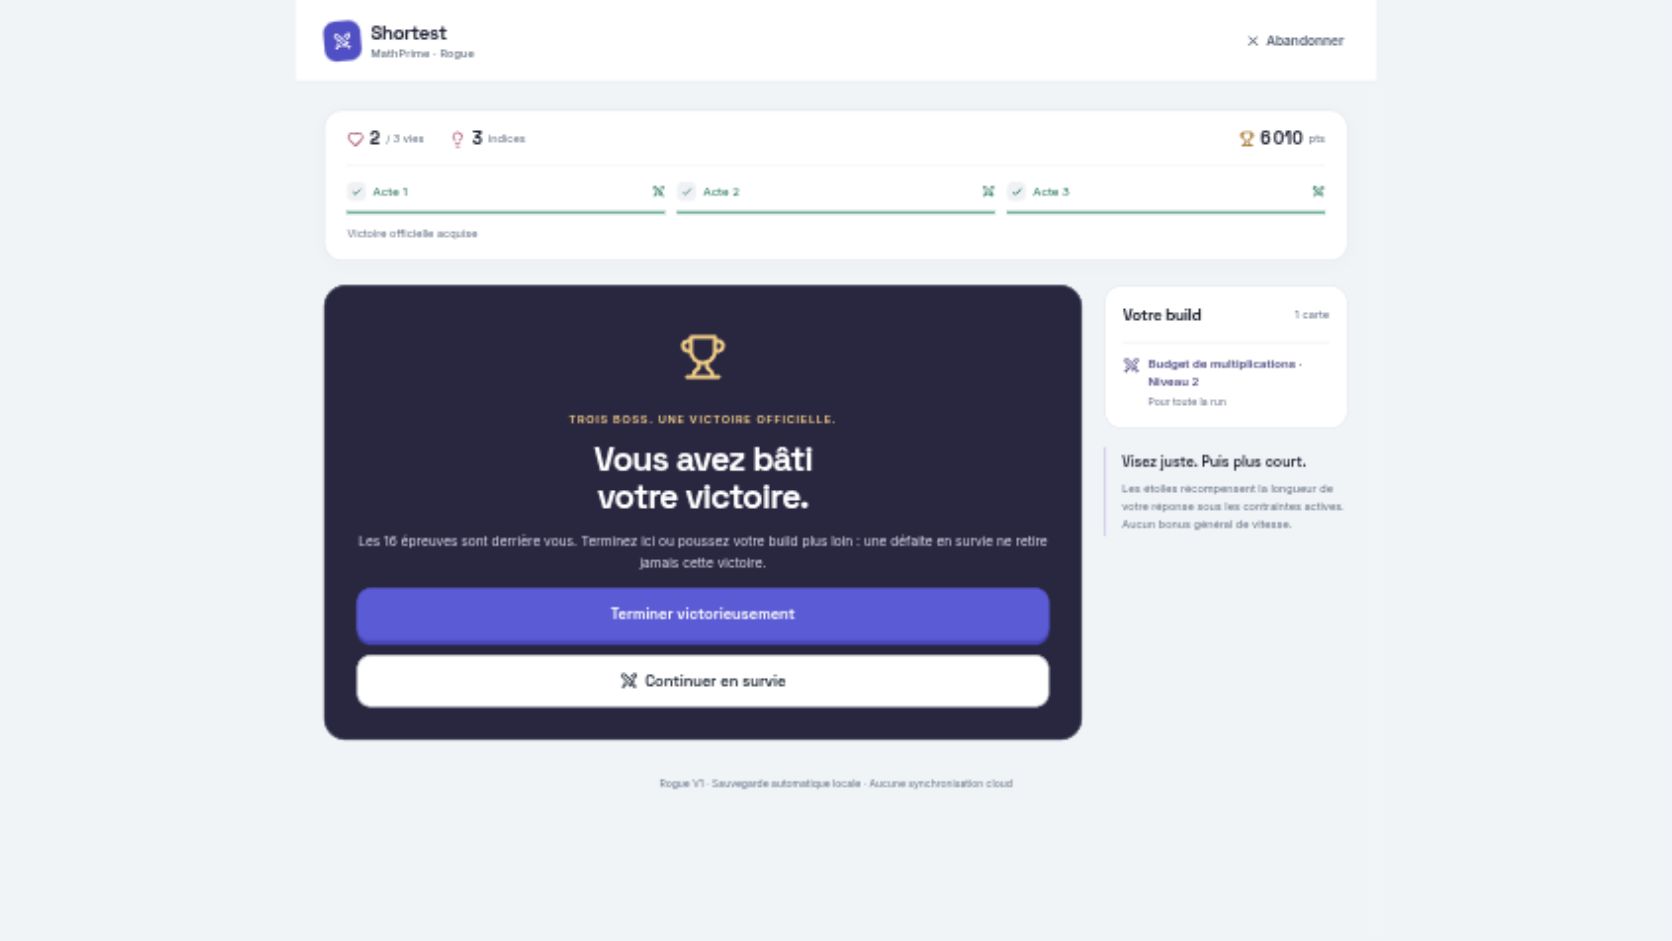 Shortest
MathPrime · Rogue
Abandonner
2 / 3 vies
3 indices
6 010 pts
Acte 1
Acte 2
Acte 3
Victoire officielle acquise
TROIS BOSS. UNE VICTOIRE OFFICIELLE.
Vous avez bâti
votre victoire.
Les 16 épreuves sont derrière vous. Terminez ici ou poussez votre build plus loin : une défaite en survie ne retire
jamais cette victoire.
Terminer victorieusement
Continuer en survie
Votre build
1 carte
Budget de multiplications ·
Niveau 2
Pour toute la run
Visez juste. Puis plus court.
Les étoiles récompensent la longueur de
votre réponse sous les contraintes actives.
Aucun bonus général de vitesse.
Rogue V1 · Sauvegarde automatique locale · Aucune synchronisation cloud